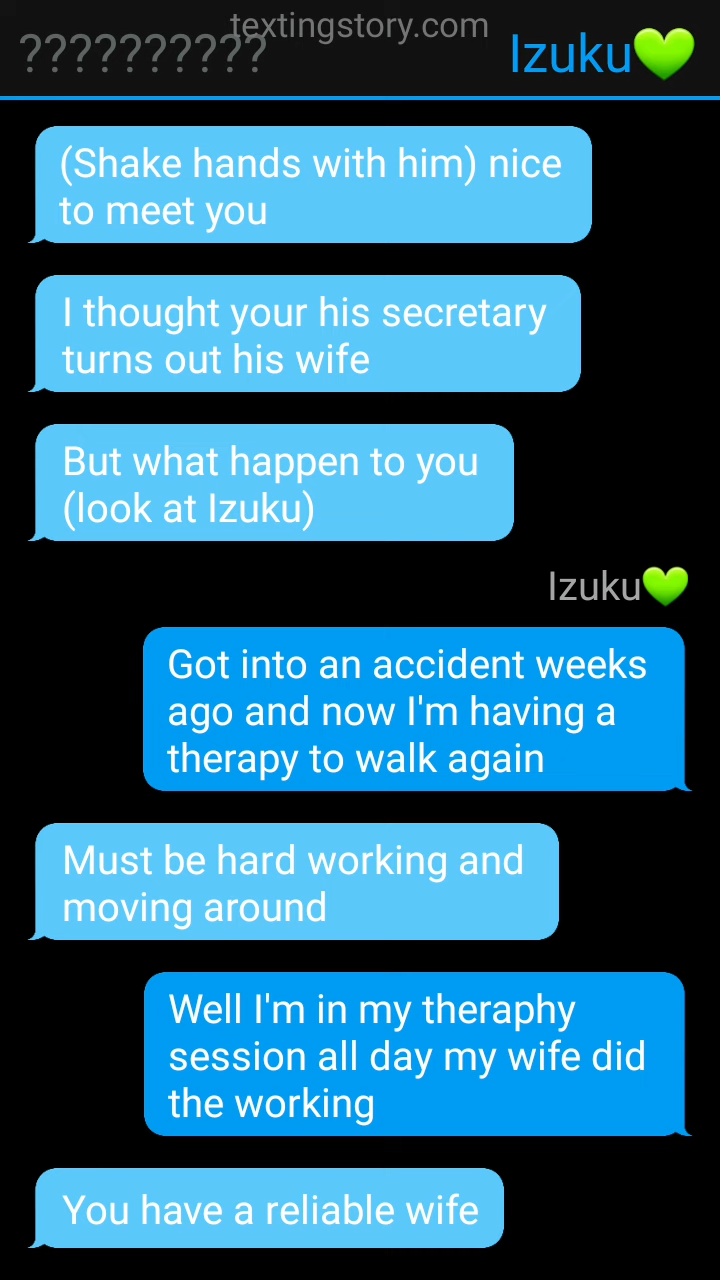 textingstory.com
??????????
Izuku💚
(Shake hands with him) nice
to meet you
I thought your his secretary
turns out his wife
But what happen to you
(look at Izuku)
Izuku💚
Got into an accident weeks
ago and now I'm having a
therapy to walk again
Must be hard working and
moving around
Well I'm in my theraphy
session all day my wife did
the working
You have a reliable wife